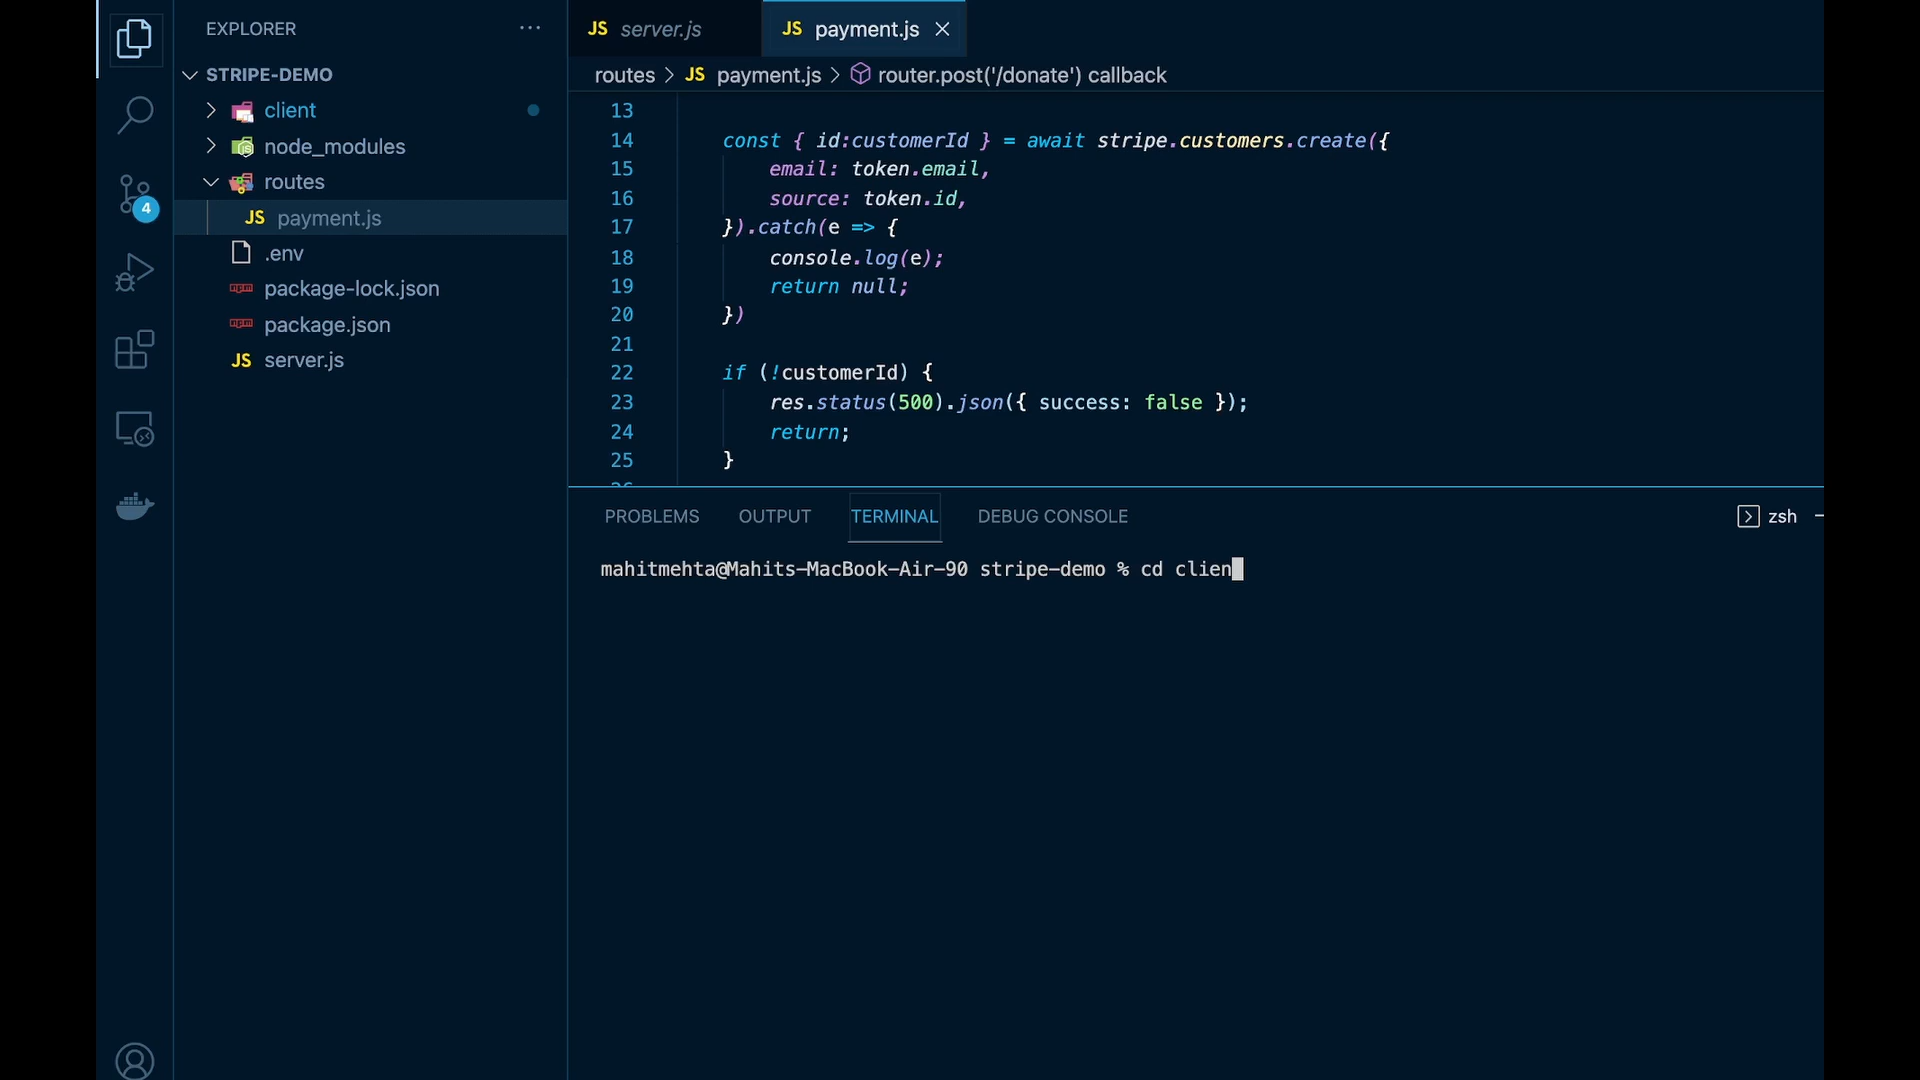 EXPLORER
STRIPE-DEMO
client
node_modules
routes
JS payment.js
.env
package-lock.json
package.json
JS server.js
4
JS server.js
JS payment.js
routes > JS payment.js > router.post('/donate') callback
13
14 const { id:customerId } = await stripe.customers.create({
15 email: token.email,
16 source: token.id,
17 }).catch(e => {
18 console.log(e);
19 return null;
20 })
21
22 if (!customerId) {
23 res.status(500).json({ success: false });
24 return;
25 }
PROBLEMS OUTPUT TERMINAL DEBUG CONSOLE
zsh
mahitmehta@Mahits-MacBook-Air-90 stripe-demo % cd clien